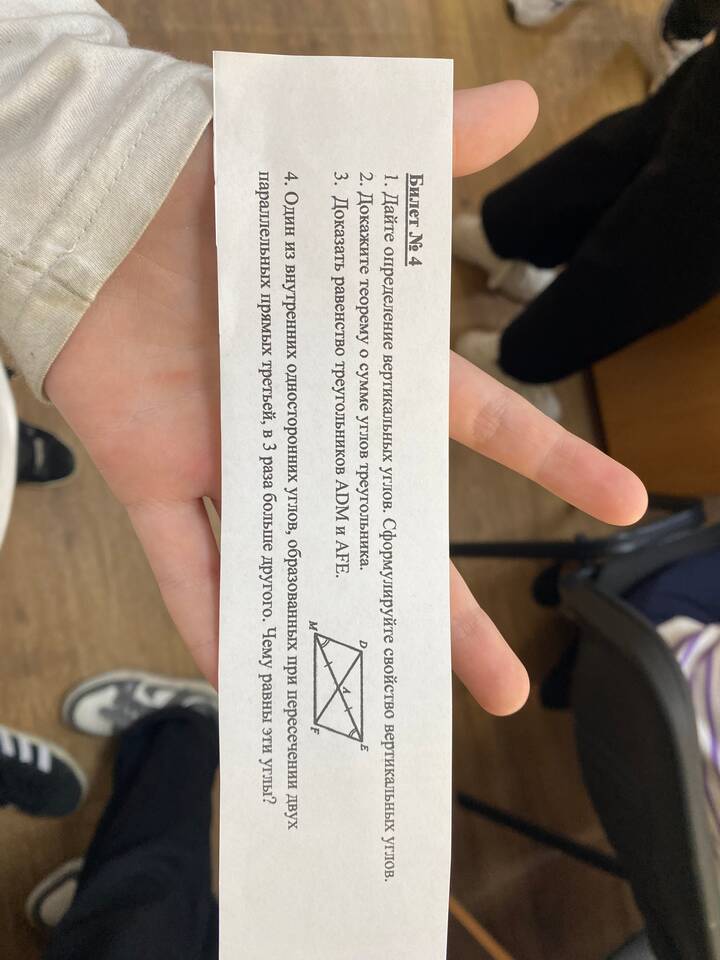 Билет № 4
1. Дайте определение вертикальных углов. Сформулируйте свойство вертикальных углов.
2. Докажите теорему о сумме углов треугольника.
3. Доказать равенство треугольников ADM и AFE.
D
E
A
M
F
4. Один из внутренних односторонних углов, образованных при пересечении двух
параллельных прямых третьей, в 3 раза больше другого. Чему равны эти углы?